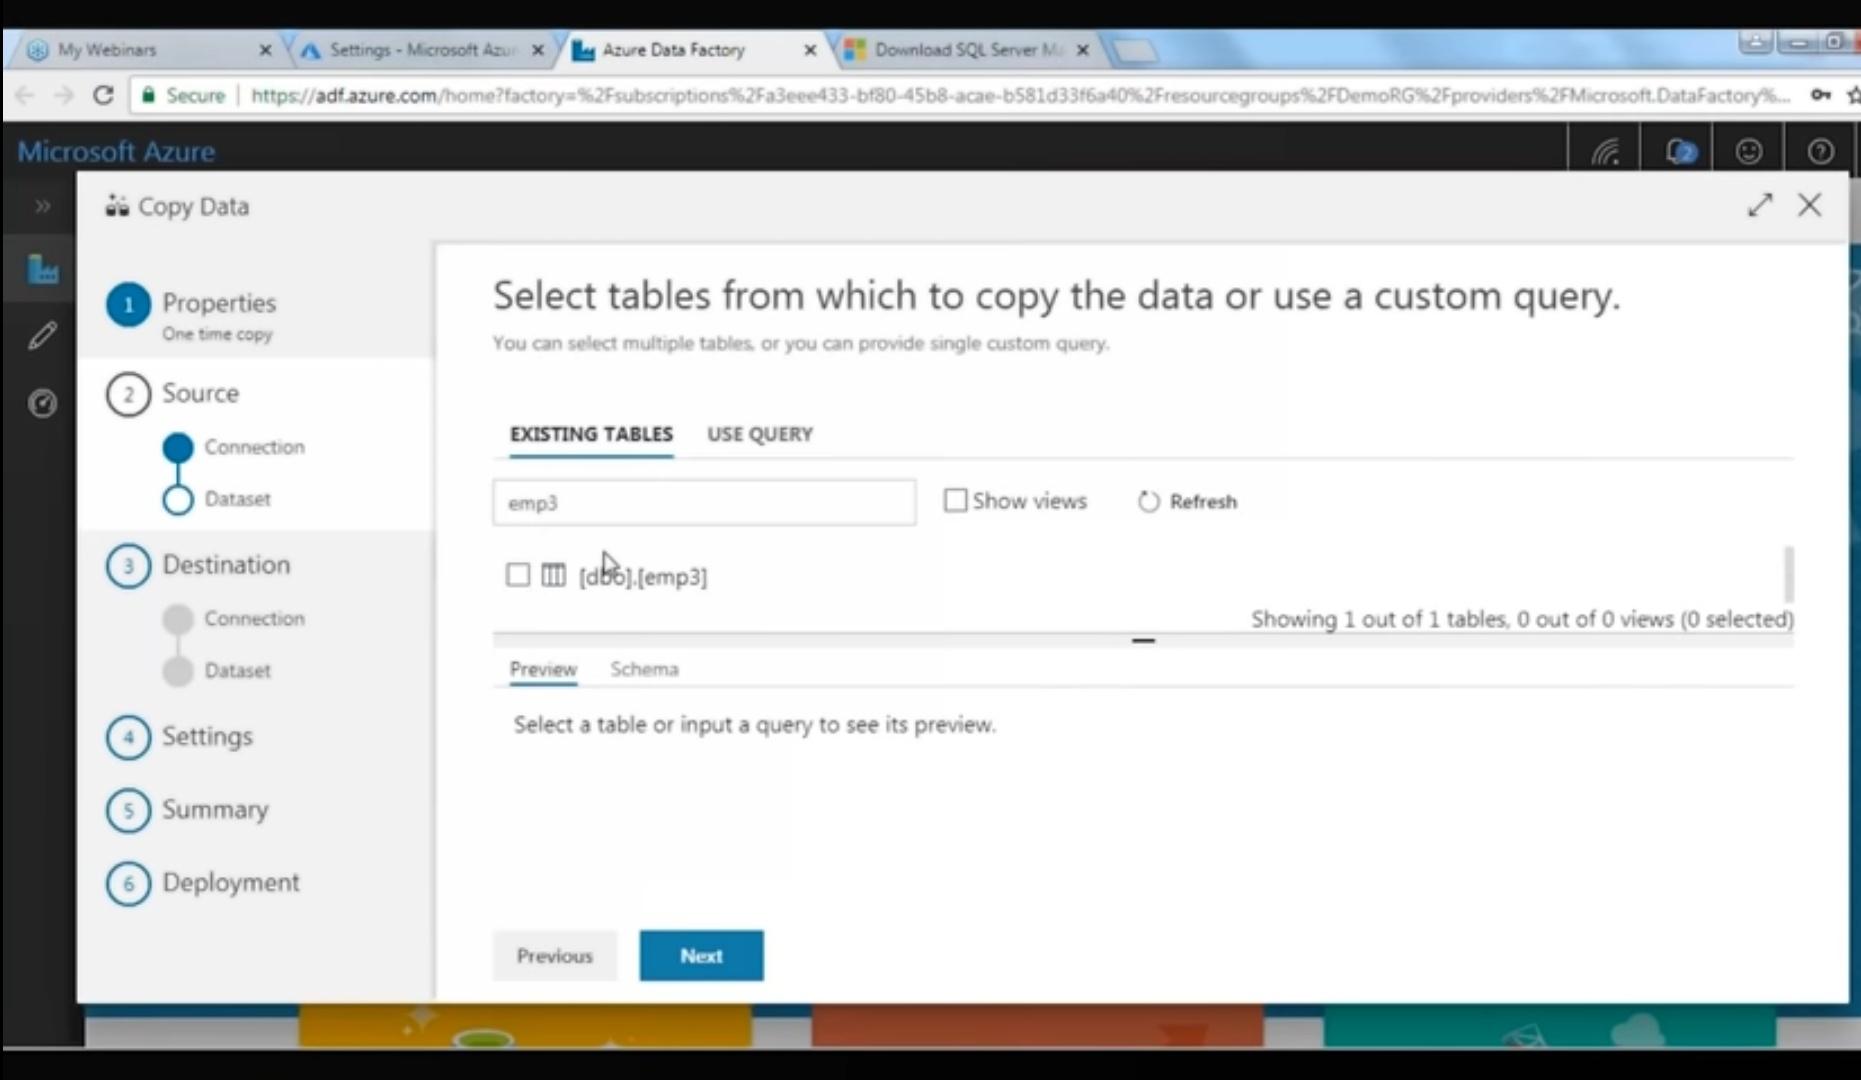 My Webinars
Settings - Microsoft Azur
Azure Data Factory
Download SQL Server M
Secure
https://adf.azure.com/home?factory=%2Fsubscriptions%2Fa3eee433-bf80-45b8-acae-b581d33f6a40%2Fresourcegroups%2FDemoRG%2Fproviders%2FMicrosoft.DataFactory%...
Microsoft Azure
2
Copy Data
1 Properties
One time copy
2 Source
Connection
Dataset
3 Destination
Connection
Dataset
4 Settings
5 Summary
6 Deployment
Select tables from which to copy the data or use a custom query.
You can select multiple tables, or you can provide single custom query.
EXISTING TABLES
USE QUERY
emp3
Show views
Refresh
[dbo].[emp3]
Showing 1 out of 1 tables, 0 out of 0 views (0 selected)
Preview
Schema
Select a table or input a query to see its preview.
Previous
Next